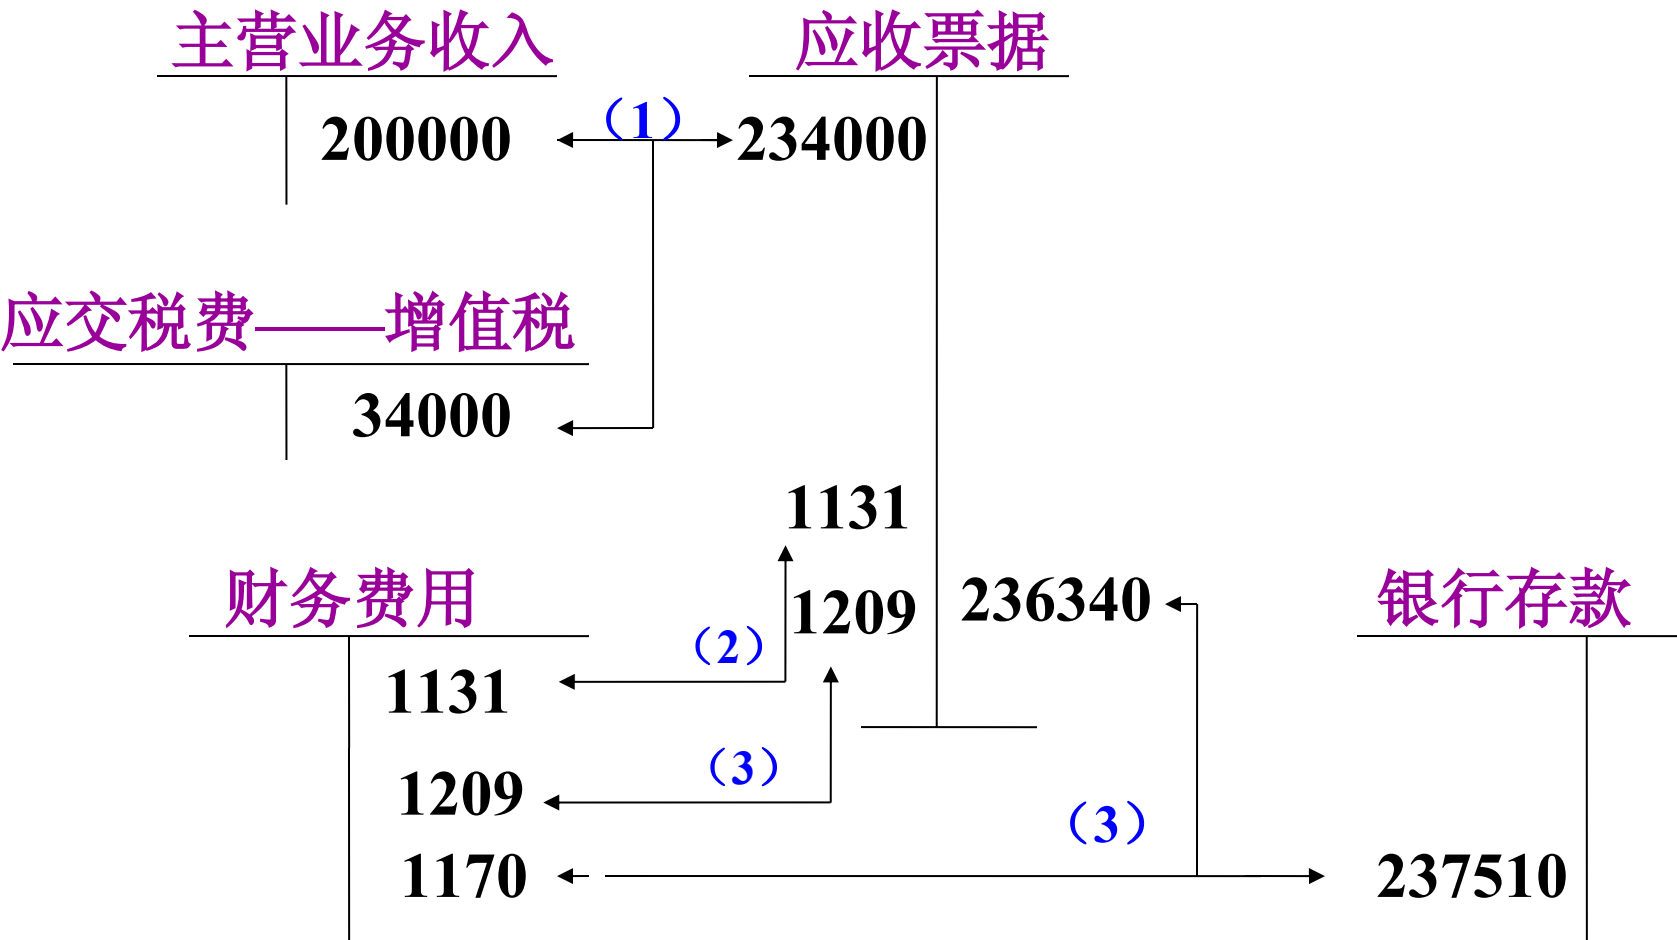 主营业务收入 应收票据
200000 （1） 234000
应交税费——增值税
34000
1131
财务费用 1209 236340 银行存款
（2）
1131
（3）
1209
（3）
1170 237510